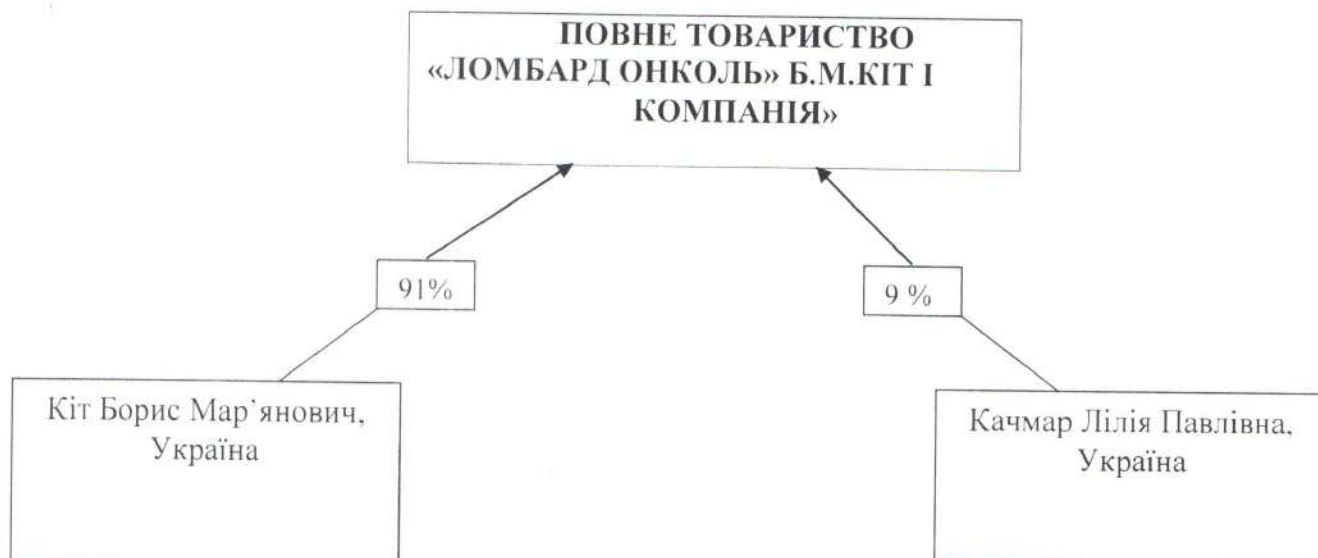 ПОВНЕ ТОВАРИСТВО
«ЛОМБАРД ОНКОЛЬ» Б.М.КІТ І
КОМПАНІЯ»
91%
9 %
Кіт Борис Мар`янович,
Україна
Качмар Лілія Павлівна,
Україна